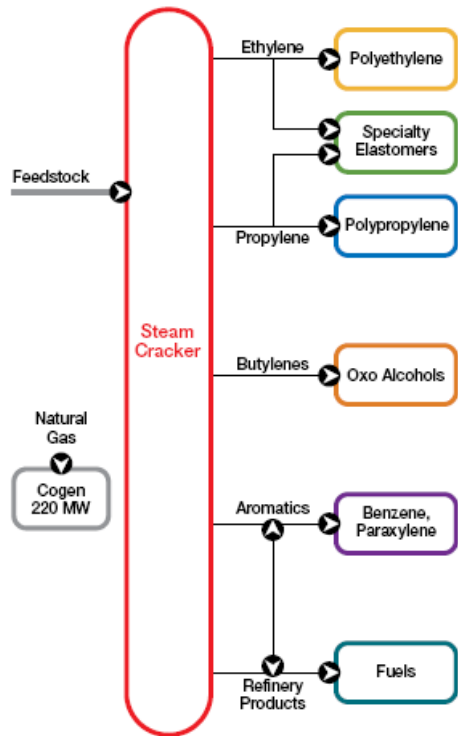 Ethylene
Polyethylene
Specialty
Elastomers
Feedstock
Propylene
Polypropylene
Steam
Cracker
Butylenes
Oxo Alcohols
Natural
Gas
Cogen
220 MW
Aromatics
Benzene,
Paraxylene
Refinery
Products
Fuels